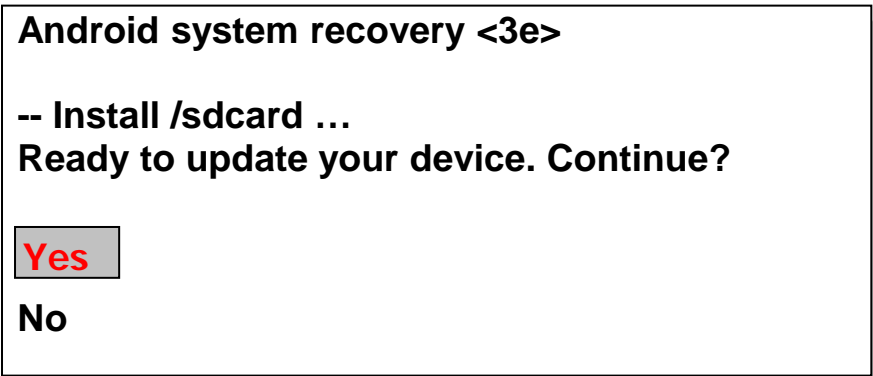 Android system recovery <3e>
-- Install /sdcard …
Ready to update your device. Continue?
Yes
No